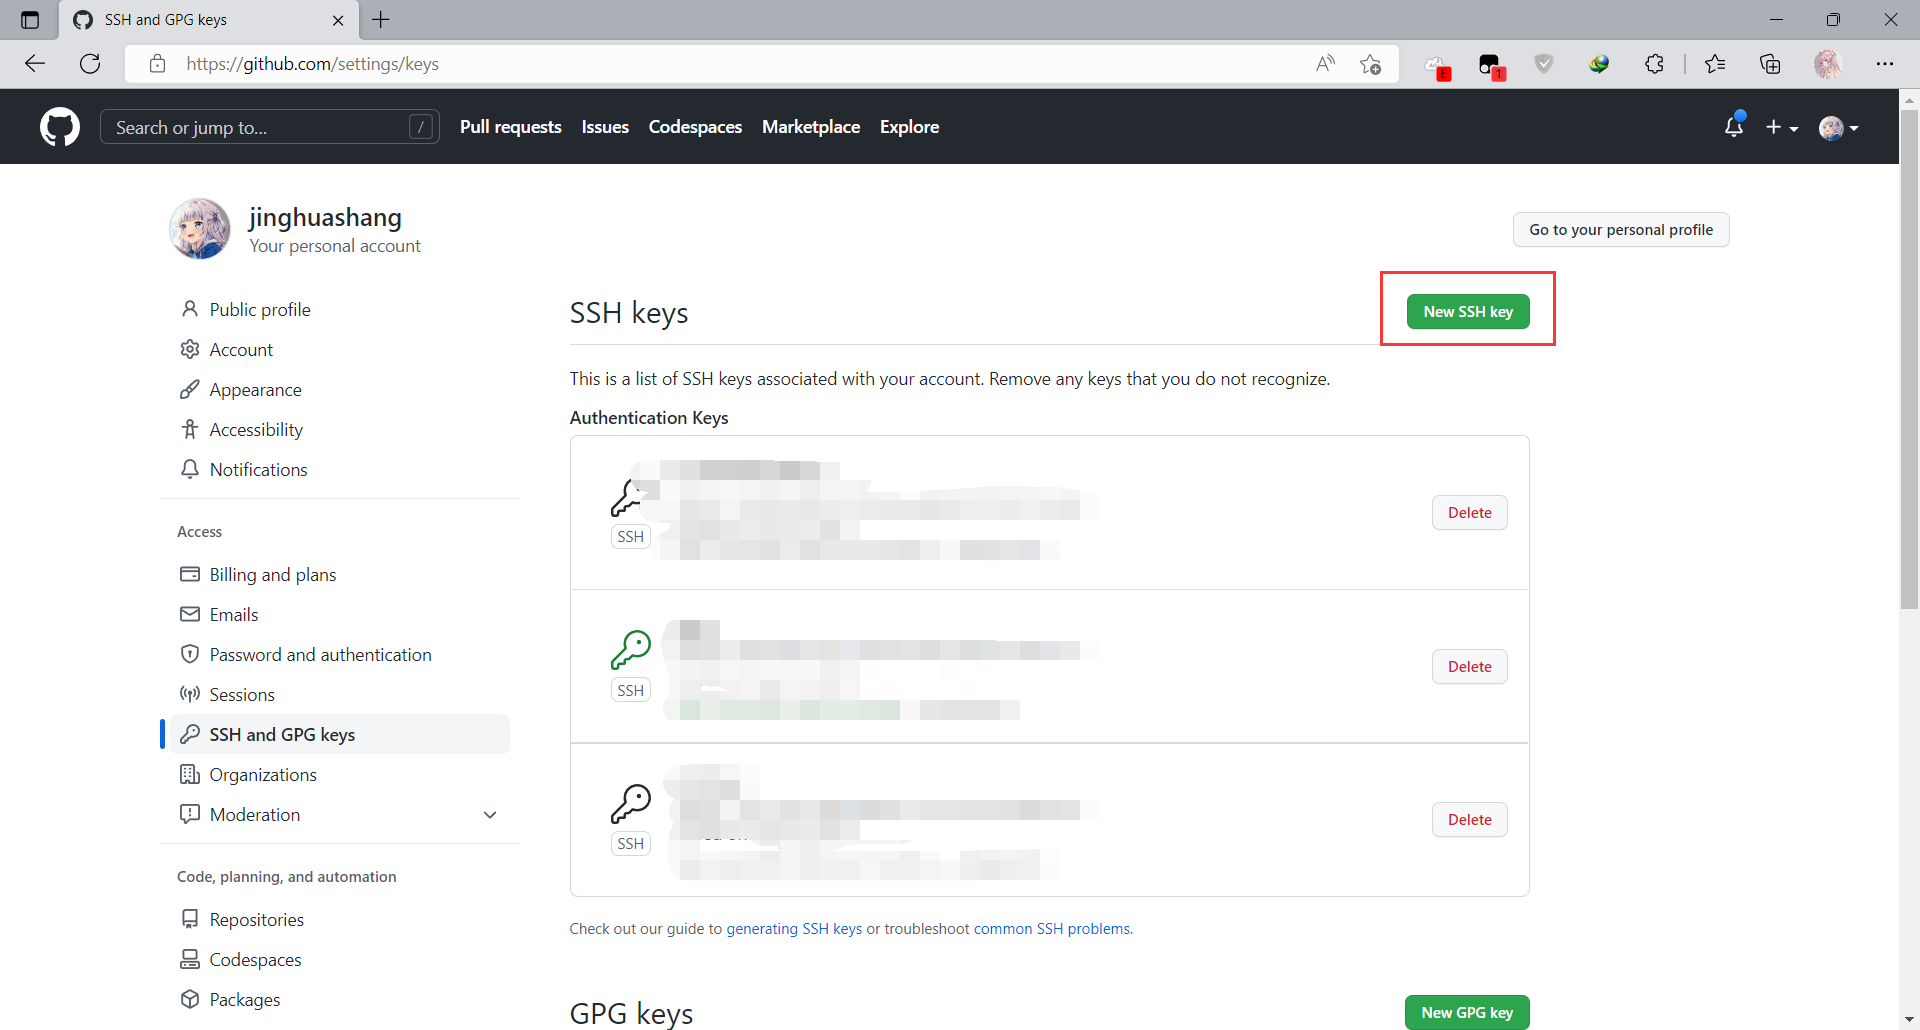 SSH and GPG keys
https://github.com/settings/keys
E
1
Search or jump to...
/
Pull requests
Issues
Codespaces
Marketplace
Explore
jinghuashang
Your personal account
Go to your personal profile
Public profile
Account
Appearance
Accessibility
Notifications
Access
Billing and plans
Emails
Password and authentication
Sessions
SSH and GPG keys
Organizations
Moderation
Code, planning, and automation
Repositories
Codespaces
Packages
SSH keys
New SSH key
This is a list of SSH keys associated with your account. Remove any keys that you do not recognize.
Authentication Keys
SSH
Delete
SSH
Delete
SSH
Delete
Check out our guide to generating SSH keys or troubleshoot common SSH problems.
GPG keys
New GPG key